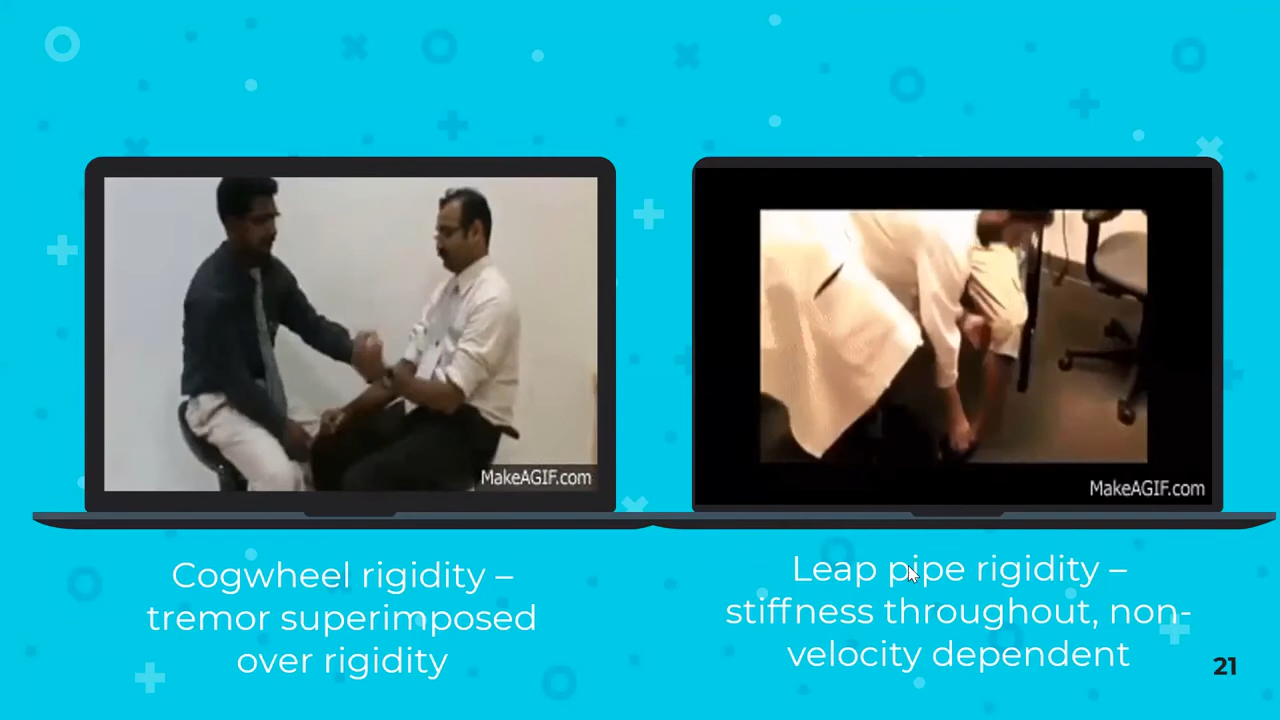 MakeAGIF.com
MakeAGIF.com
Cogwheel rigidity –
tremor superimposed
over rigidity
Leap pipe rigidity –
stiffness throughout, non-
velocity dependent
21